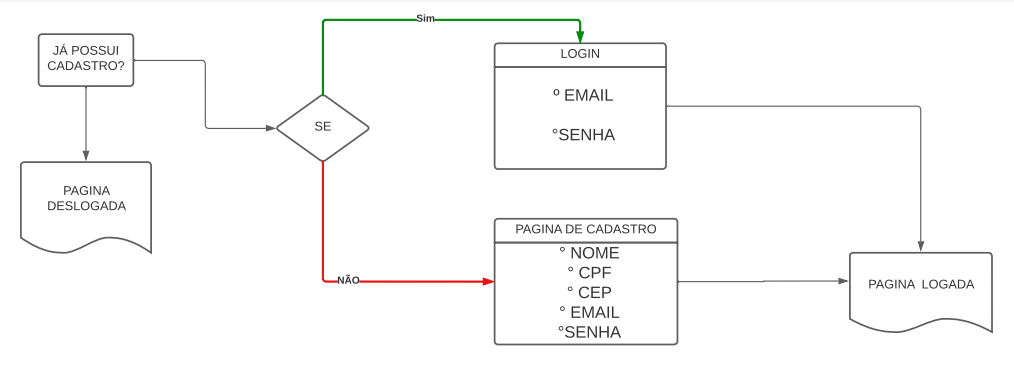 JÁ POSSUI
CADASTRO?
PAGINA
DESLOGADA
SE
Sim
NÃO
LOGIN
º EMAIL
°SENHA
PAGINA DE CADASTRO
° NOME
° CPF
° CEP
° EMAIL
°SENHA
PAGINA LOGADA